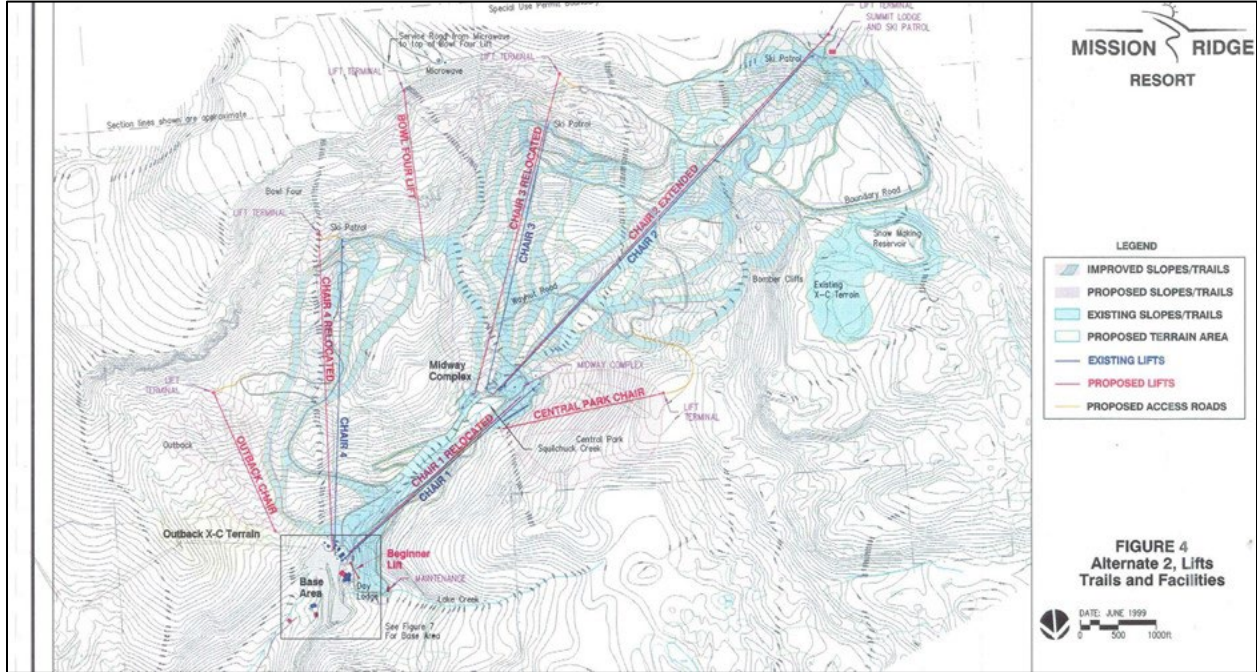 Special Use Permit
LIFT TERMINAL
SUMMIT LODGE
AND SKI PATROL
Service Road from Microwave
to top of Bowl Four Lift
LIFT TERMINAL
Microwave
LIFT TERMINAL
Ski Patrol
Section lines shown are approximate
BOWL FOUR LIFT
Ski Patrol
CHAIR 3 RELOCATED
CHAIR 3
CHAIR 2 EXTENDED
CHAIR 2
Bowl Four
LIFT TERMINAL
Ski Patrol
Boundary Road
Snow Making
Reservoir
Bomber Cliffs
Existing
X-C Terrain
CHAIR 4 RELOCATED
CHAIR 4
Midway
Complex
MIDWAY COMPLEX
LIFT
TERMINAL
CENTRAL PARK CHAIR
LIFT
TERMINAL
Central Park
Squilchuck Creek
CHAIR 1 RELOCATED
CHAIR 1
Outback
OUTBACK CHAIR
Outback X-C Terrain
Beginner
Lift
MAINTENANCE
Base
Area
Day
Lodge
Lake Creek
See Figure 7
For Base Area
MISSION RIDGE
RESORT
LEGEND
IMPROVED SLOPES/TRAILS
PROPOSED SLOPES/TRAILS
EXISTING SLOPES/TRAILS
PROPOSED TERRAIN AREA
EXISTING LIFTS
PROPOSED LIFTS
PROPOSED ACCESS ROADS
FIGURE 4
Alternate 2, Lifts
Trails and Facilities
DATE: JUNE 1999
0 500 1000ft